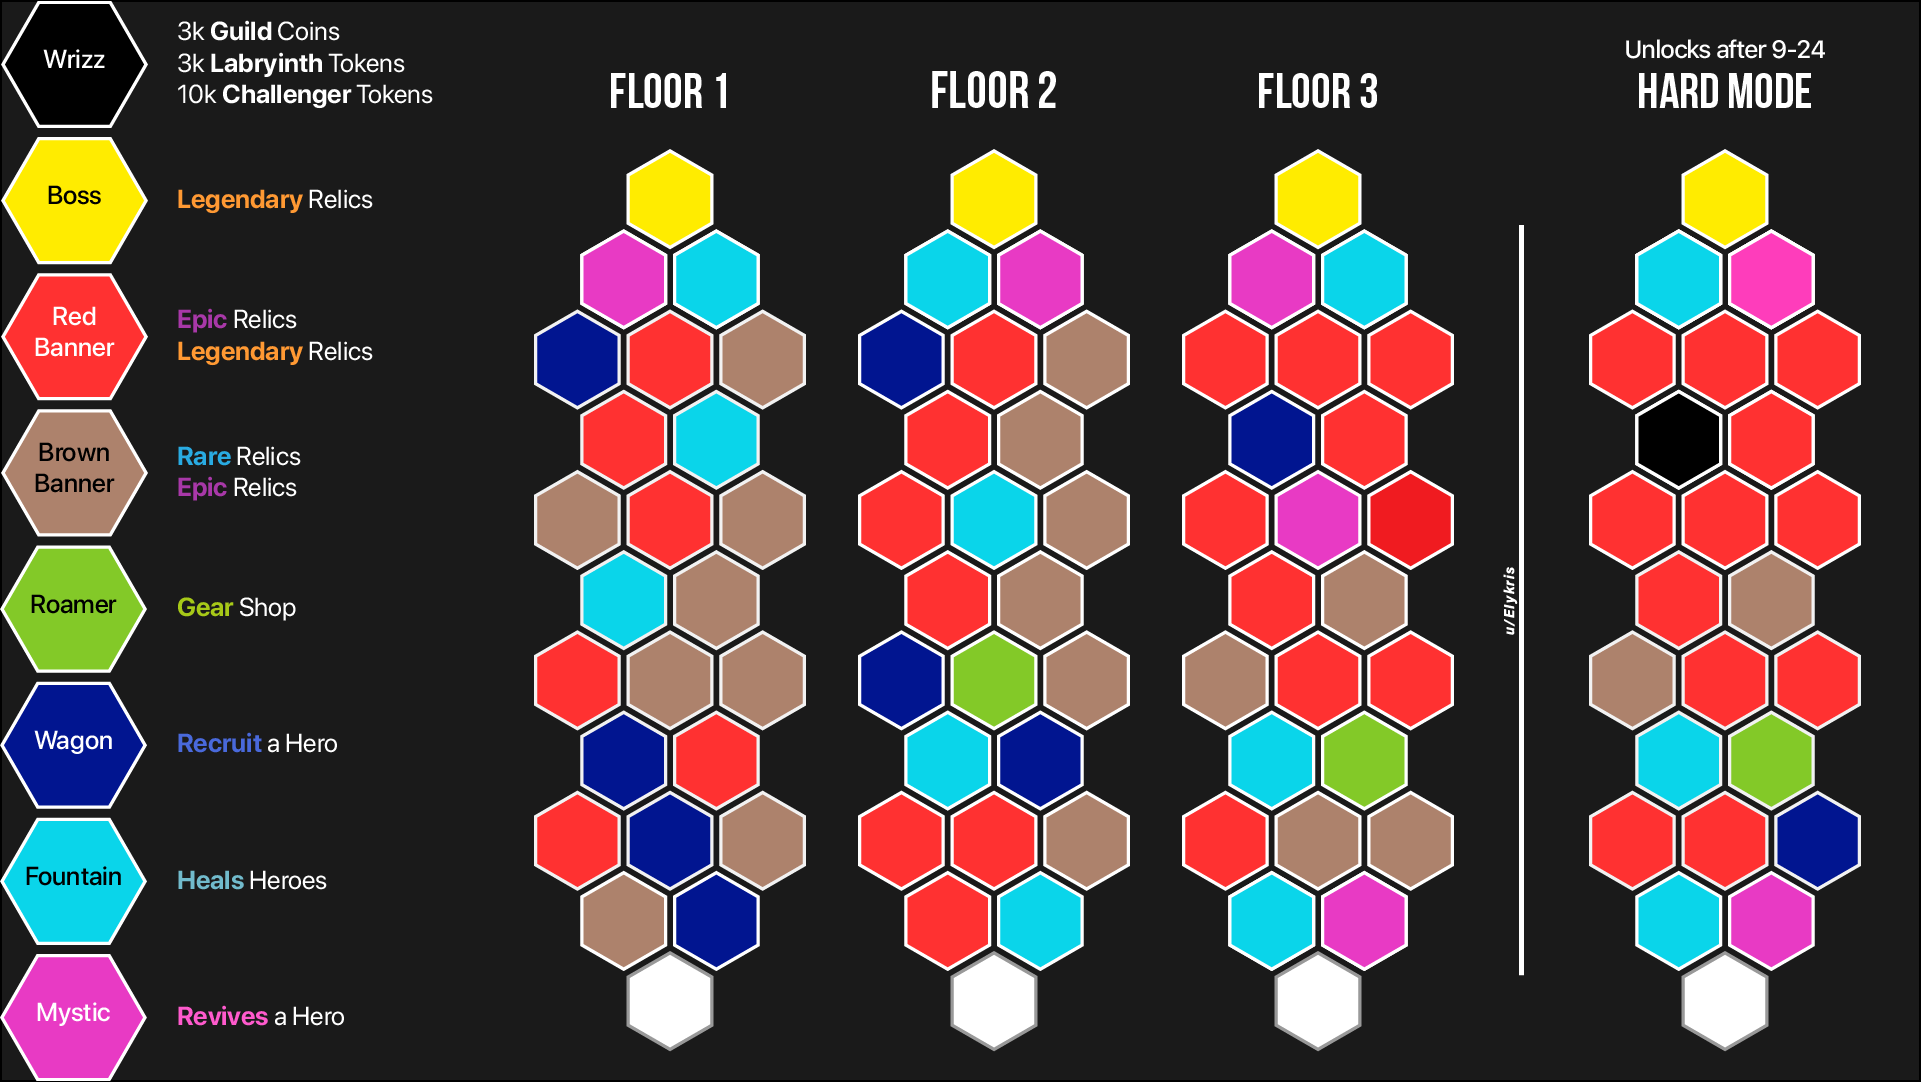 Wrizz
3k Guild Coins
3k Labryinth Tokens
10k Challenger Tokens
Boss
Legendary Relics
Red
Banner
Epic Relics
Legendary Relics
Brown
Banner
Rare Relics
Epic Relics
Roamer
Gear Shop
Wagon
Recruit a Hero
Fountain
Heals Heroes
Mystic
Revives a Hero
FLOOR 1
FLOOR 2
FLOOR 3
Unlocks after 9-24
HARD MODE
u/Elykris